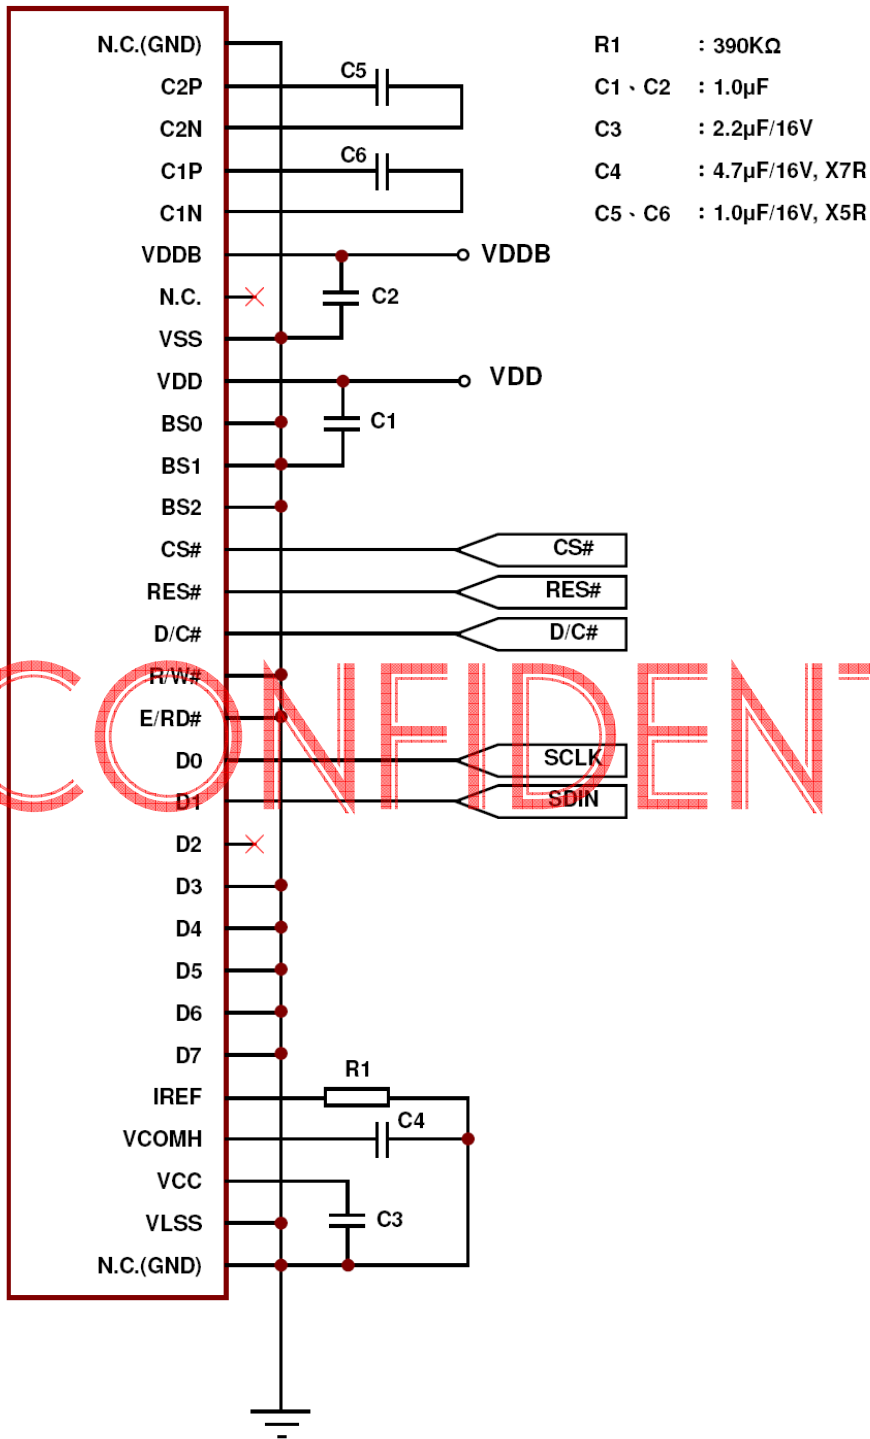 N.C.(GND)
C2P
C2N
C1P
C1N
VDDB
N.C.
VSS
VDD
BS0
BS1
BS2
CS#
RES#
D/C#
R/W#
E/RD#
D0
D1
D2
D3
D4
D5
D6
D7
IREF
VCOMH
VCC
VLSS
N.C.(GND)
C5
C6
VDDB
C2
VDD
C1
CS#
RES#
D/C#
SCLK
SDIN
R1
C4
C3
R1 : 390KΩ
C1、C2 : 1.0µF
C3 : 2.2µF/16V
C4 : 4.7µF/16V, X7R
C5、C6 : 1.0µF/16V, X5R
CONFIDENT